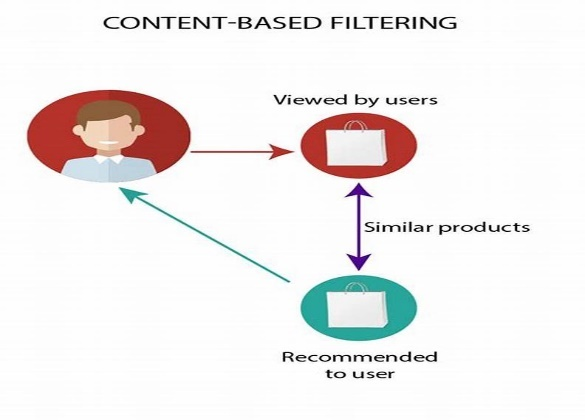 CONTENT-BASED FILTERING
Viewed by users
Similar products
Recommended
to user